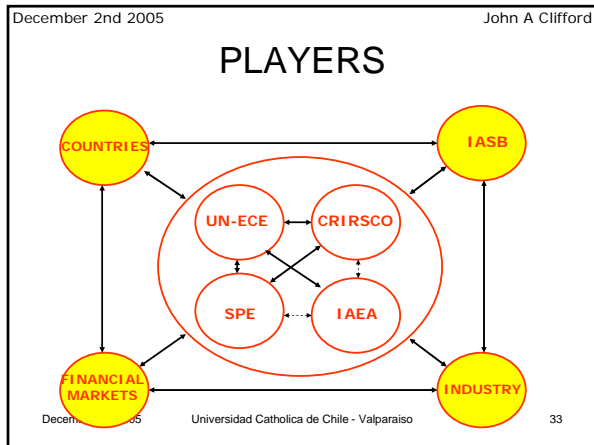 December 2nd 2005 John A Clifford
PLAYERS
COUNTRIES
IASB
UN-ECE
CRIRSCO
SPE
IAEA
FINANCIAL
MARKETS
INDUSTRY
Universidad Catholica de Chile - Valparaiso
33